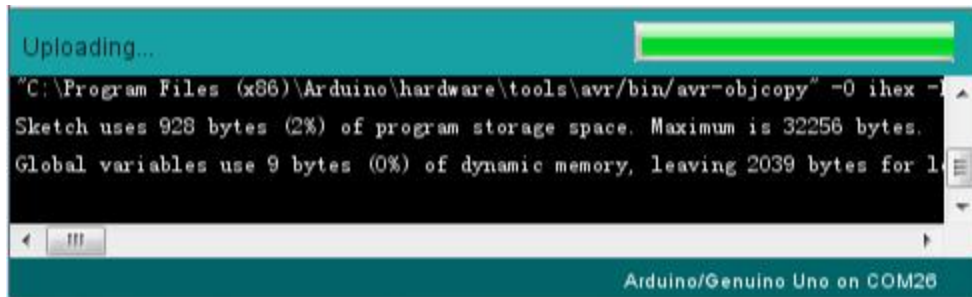 Uploading...
"C:\Program Files (x86)\Arduino\hardware\tools\avr/bin/avr-objcopy" -O ihex
Sketch uses 928 bytes (2%) of program storage space. Maximum is 32256 bytes.
Global variables use 9 bytes (0%) of dynamic memory, leaving 2039 bytes for
Arduino/Genuino Uno on COM26